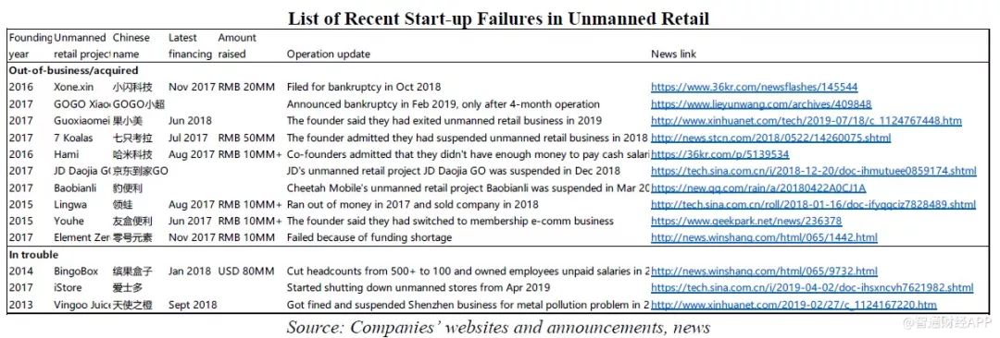 List of Recent Start-up Failures in Unmanned Retail
Founding Unmanned Chinese Latest Amount
year retail project name financing raised Operation update News link
Out-of-business/acquired
2016 Xone.xin 小闪科技 Nov 2017 RMB 20MM Filed for bankruptcy in Oct 2018 https://www.36kr.com/newsflashes/145544
2017 GOGO Xiao GOGO小超 Announced bankruptcy in Feb 2019, only after 4-month operation https://www.lieyunwang.com/archives/409848
2017 Guoxiaomei 果小美 Jun 2018 The founder said they had exited unmanned retail business in 2019 http://www.xinhuanet.com/tech/2019-07/18/c_1124767448.htm
2017 7 Koalas 七只考拉 Jul 2017 RMB 50MM The founder admitted they had suspended unmanned retail business in 2018 http://news.stcn.com/2018/0522/14260075.shtml
2016 Hami 哈米科技 Aug 2017 RMB 10MM+ Co-founders admitted that they didn't have enough money to pay cash salari https://36kr.com/p/5139534
2017 JD Daojia GO 京东到家GO JD's unmanned retail project JD Daojia GO was suspended in Dec 2018 https://tech.sina.com.cn/i/2018-12-20/doc-ihmutuee0859174.shtml
2017 Baobianli 豹便利 Cheetah Mobile's unmanned retail project Baobianli was suspended in Mar 20 https://new.qq.com/rain/a/20180422A0CJ1A
2015 Lingwa 领蛙 Aug 2017 RMB 10MM+ Ran out of money in 2017 and sold company in 2018 http://tech.sina.com.cn/roll/2018-01-16/doc-ifyqqciz7828489.shtml
2015 Youhe 友盒便利 Jun 2017 RMB 10MM+ The founder said they had switched to membership e-comm business https://www.geekpark.net/news/236378
2017 Element Zer 零号元素 Nov 2017 RMB 10MM Failed because of funding shortage http://news.winshang.com/html/065/1442.html
In trouble
2014 BingoBox 缤果盒子 Jan 2018 USD 80MM Cut headcounts from 500+ to 100 and owned employees unpaid salaries in 2 http://news.winshang.com/html/065/9732.html
2017 iStore 爱士多 Started shutting down unmanned stores from Apr 2019 https://tech.sina.com.cn/i/2019-04-02/doc-ihsxncvh7621982.shtml
2013 Vingoo Juice 天使之橙 Sept 2018 Got fined and suspended Shenzhen business for metal pollution problem in 2 http://www.xinhuanet.com/2019-02/27/c_1124167220.htm
Source: Companies' websites and announcements, news
@智通财经APP